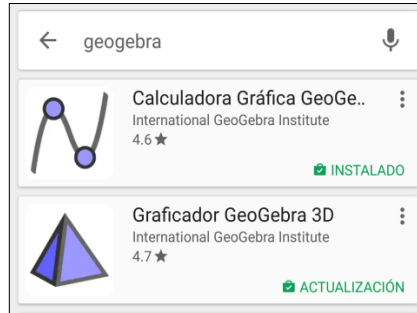 geogebra
Calculadora Gráfica GeoGe..
International GeoGebra Institute
4.6★
INSTALADO
Graficador GeoGebra 3D
International GeoGebra Institute
4.7★
ACTUALIZACIÓN